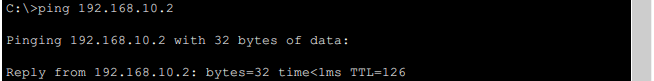 C:\>ping 192.168.10.2
Pinging 192.168.10.2 with 32 bytes of data:
Reply from 192.168.10.2: bytes=32 time<1ms TTL=126